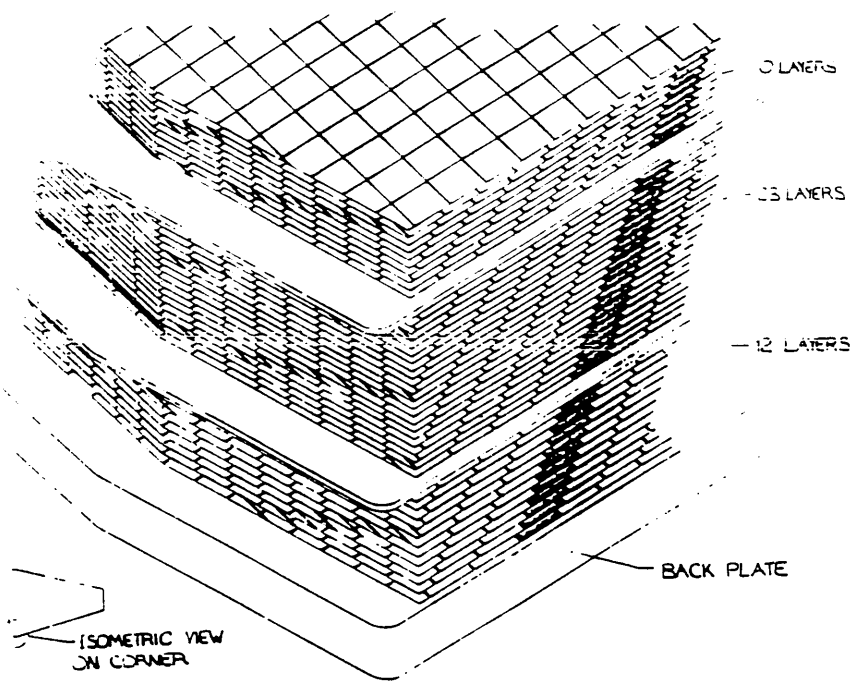 LAYERS
LAYERS
12 LAYERS
BACK PLATE
ISOMETRIC VIEW
ON CORNER